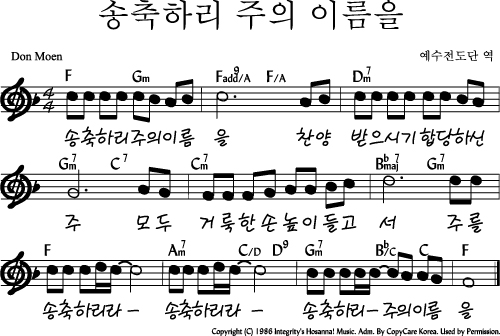 송축하리 주의 이름을
Don Moen 예수전도단 역
F Gm Fadd9/A F/A Dm7
송축하리주의이름 을 찬양 받으시기 합당하신
Gm7 C7 Cm7 Bbmaj7 Gm7
주 모두 거룩한손높이들고 서 주를
F Am7 C/D D9 Gm7 Bb/C C F
송축하리라- 송축하리라 - 송축하리-주의이름 을
Copyright (C) 1986 Integrity's Hosanna! Music. Adm. By CopyCare Korea. Used by Permission.